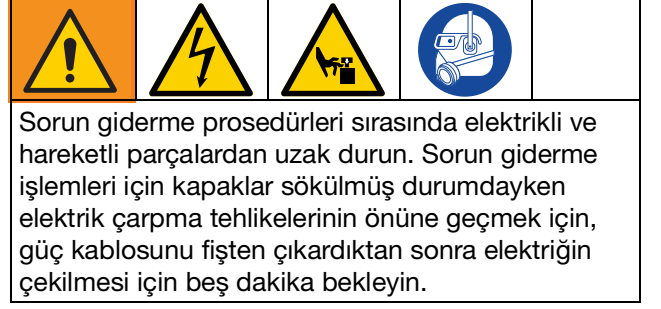 Sorun giderme prosedürleri sırasında elektrikli ve
hareketli parçalardan uzak durun. Sorun giderme
işlemleri için kapaklar sökülmüş durumdayken
elektrik çarpma tehlikelerinin önüne geçmek için,
güç kablosunu fişten çıkardıktan sonra elektriğin
çekilmesi için beş dakika bekleyin.